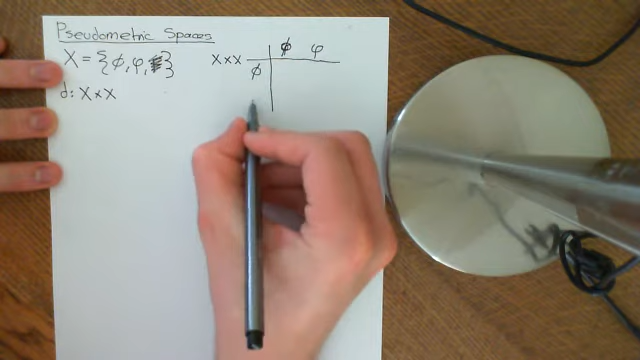 Pseudometric Spaces
X = {ϕ, φ, }
d: X×X
X×X ϕ φ
ϕ